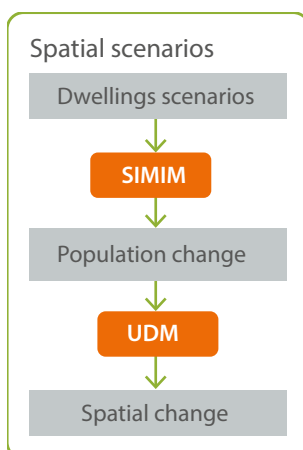 Spatial scenarios
Dwellings scenarios
SIMIM
Population change
UDM
Spatial change